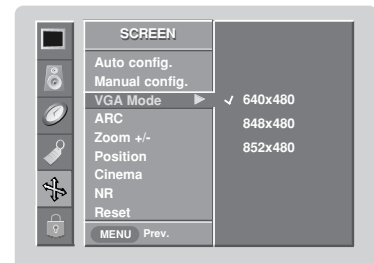 SCREEN
Auto config.
Manual config.
VGA Mode
ARC
Zoom +/-
Position
Cinema
NR
Reset
MENU Prev.
640x480
848x480
852x480